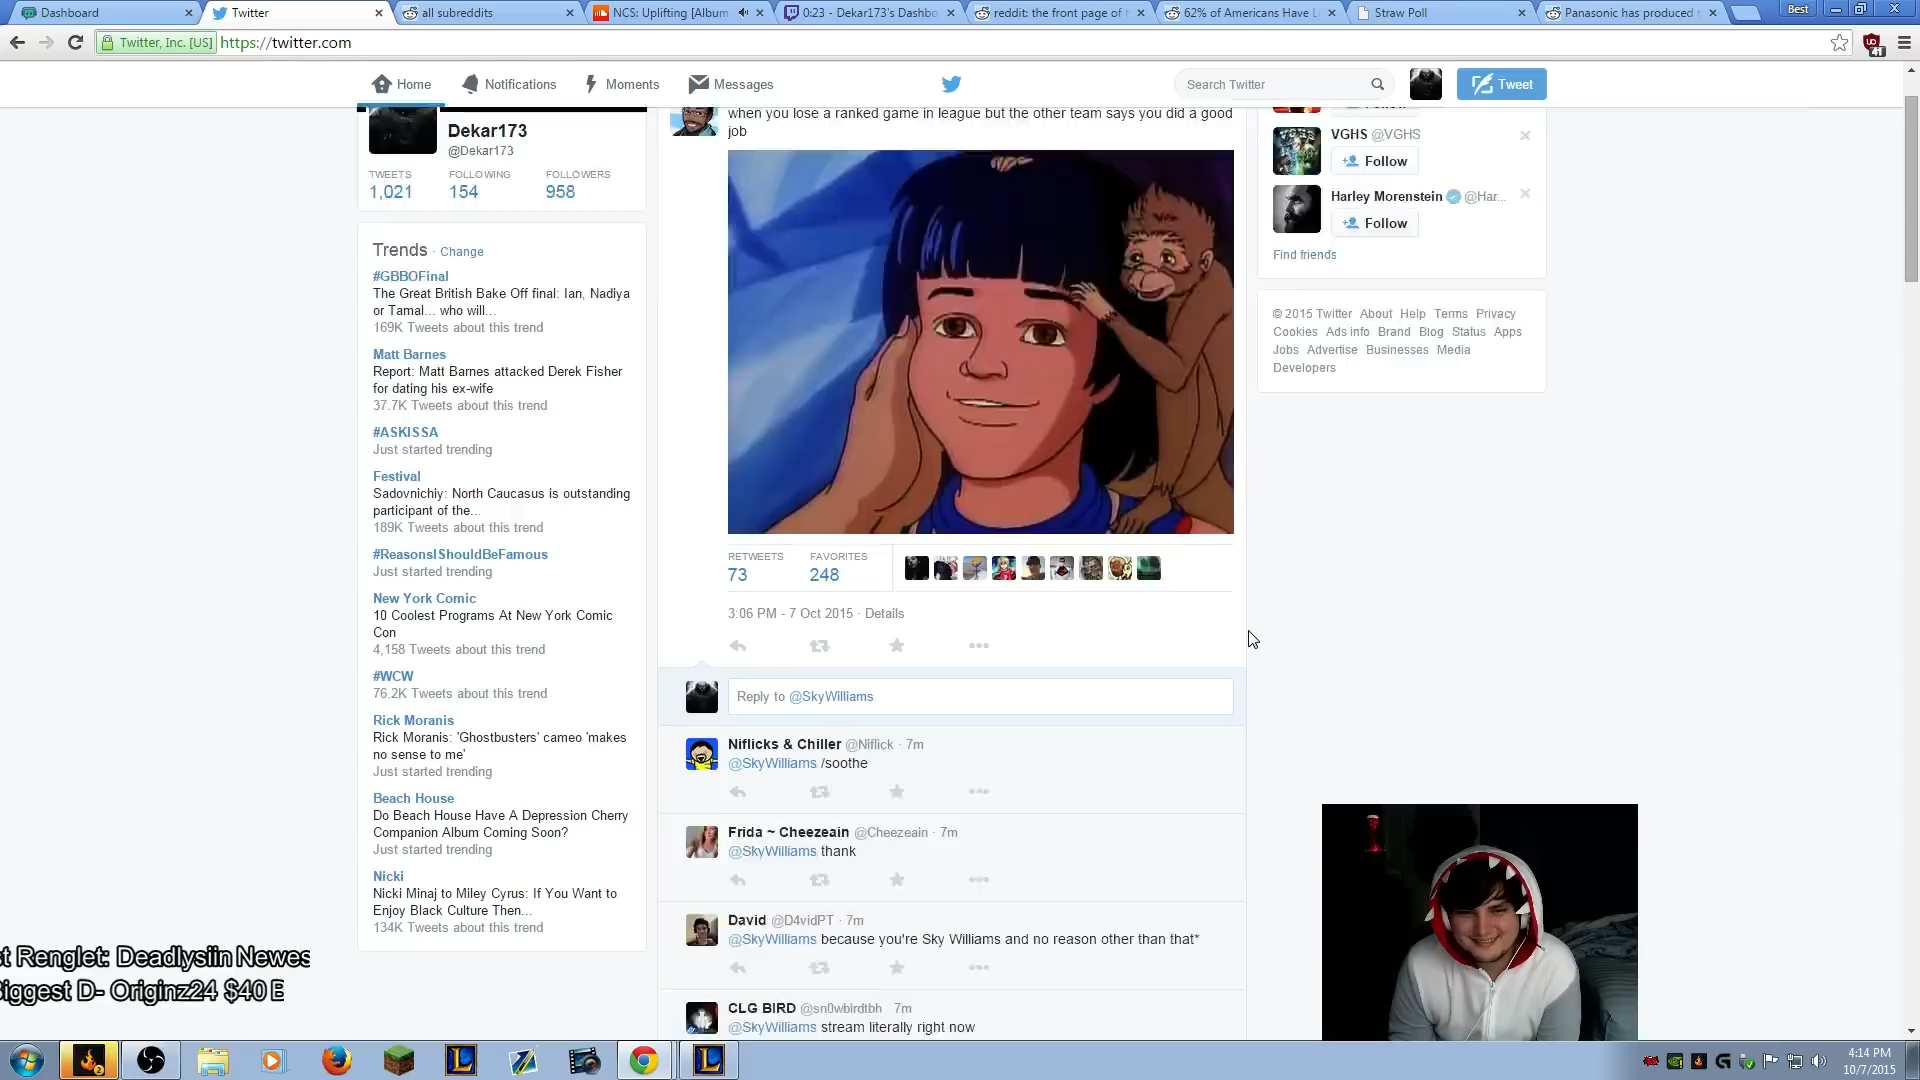 Dashboard
Twitter
all subreddits
NCS: Uplifting [Album
0:23 - Dekar173's Dashbo
reddit: the front page of t
62% of Americans Have L
Straw Poll
Panasonic has produced t
Best
Twitter, Inc. [US]
https://twitter.com
41
Home
Notifications
Moments
Messages
Search Twitter
Tweet
Dekar173
@Dekar173
TWEETS
FOLLOWING
FOLLOWERS
1,021
154
958
Trends · Change
#GBBOFinal
The Great British Bake Off final: Ian, Nadiya
or Tamal... who will...
169K Tweets about this trend
Matt Barnes
Report: Matt Barnes attacked Derek Fisher
for dating his ex-wife
37.7K Tweets about this trend
#ASKISSA
Just started trending
Festival
Sadovnichiy: North Caucasus is outstanding
participant of the...
189K Tweets about this trend
#ReasonsIShouldBeFamous
Just started trending
New York Comic
10 Coolest Programs At New York Comic
Con
4,158 Tweets about this trend
#WCW
76.2K Tweets about this trend
Rick Moranis
Rick Moranis: 'Ghostbusters' cameo 'makes
no sense to me'
Just started trending
Beach House
Do Beach House Have A Depression Cherry
Companion Album Coming Soon?
Just started trending
Nicki
Nicki Minaj to Miley Cyrus: If You Want to
Enjoy Black Culture Then...
134K Tweets about this trend
when you lose a ranked game in league but the other team says you did a good
job
RETWEETS
FAVORITES
73
248
3:06 PM - 7 Oct 2015 · Details
Reply to @SkyWilliams
Niflicks & Chiller @Niflick · 7m
@SkyWilliams /soothe
Frida ~ Cheezeain @Cheezeain · 7m
@SkyWilliams thank
David @D4vidPT · 7m
@SkyWilliams because you're Sky Williams and no reason other than that*
CLG BIRD @sn0wbirdtbh · 7m
@SkyWilliams stream literally right now
Follow
VGHS @VGHS
Follow
Harley Morenstein @Har...
Follow
Find friends
© 2015 Twitter About Help Terms Privacy
Cookies Ads info Brand Blog Status Apps
Jobs Advertise Businesses Media
Developers
t Renglet: Deadlysiin Newes
iggest D- Originz24 $40 B
4:14 PM
10/7/2015